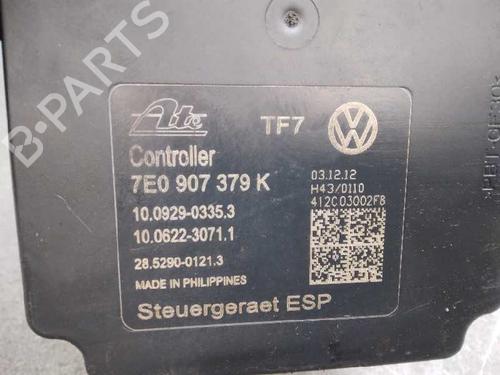 Ate
TF7
Controller
7E0 907 379 K
10.0929-0335.3
10.0622-3071.1
28.5290-0121.3
MADE IN PHILIPPINES
Steuergeraet ESP
03.12.12
H43/0110
412C03002F8
B-PARTS